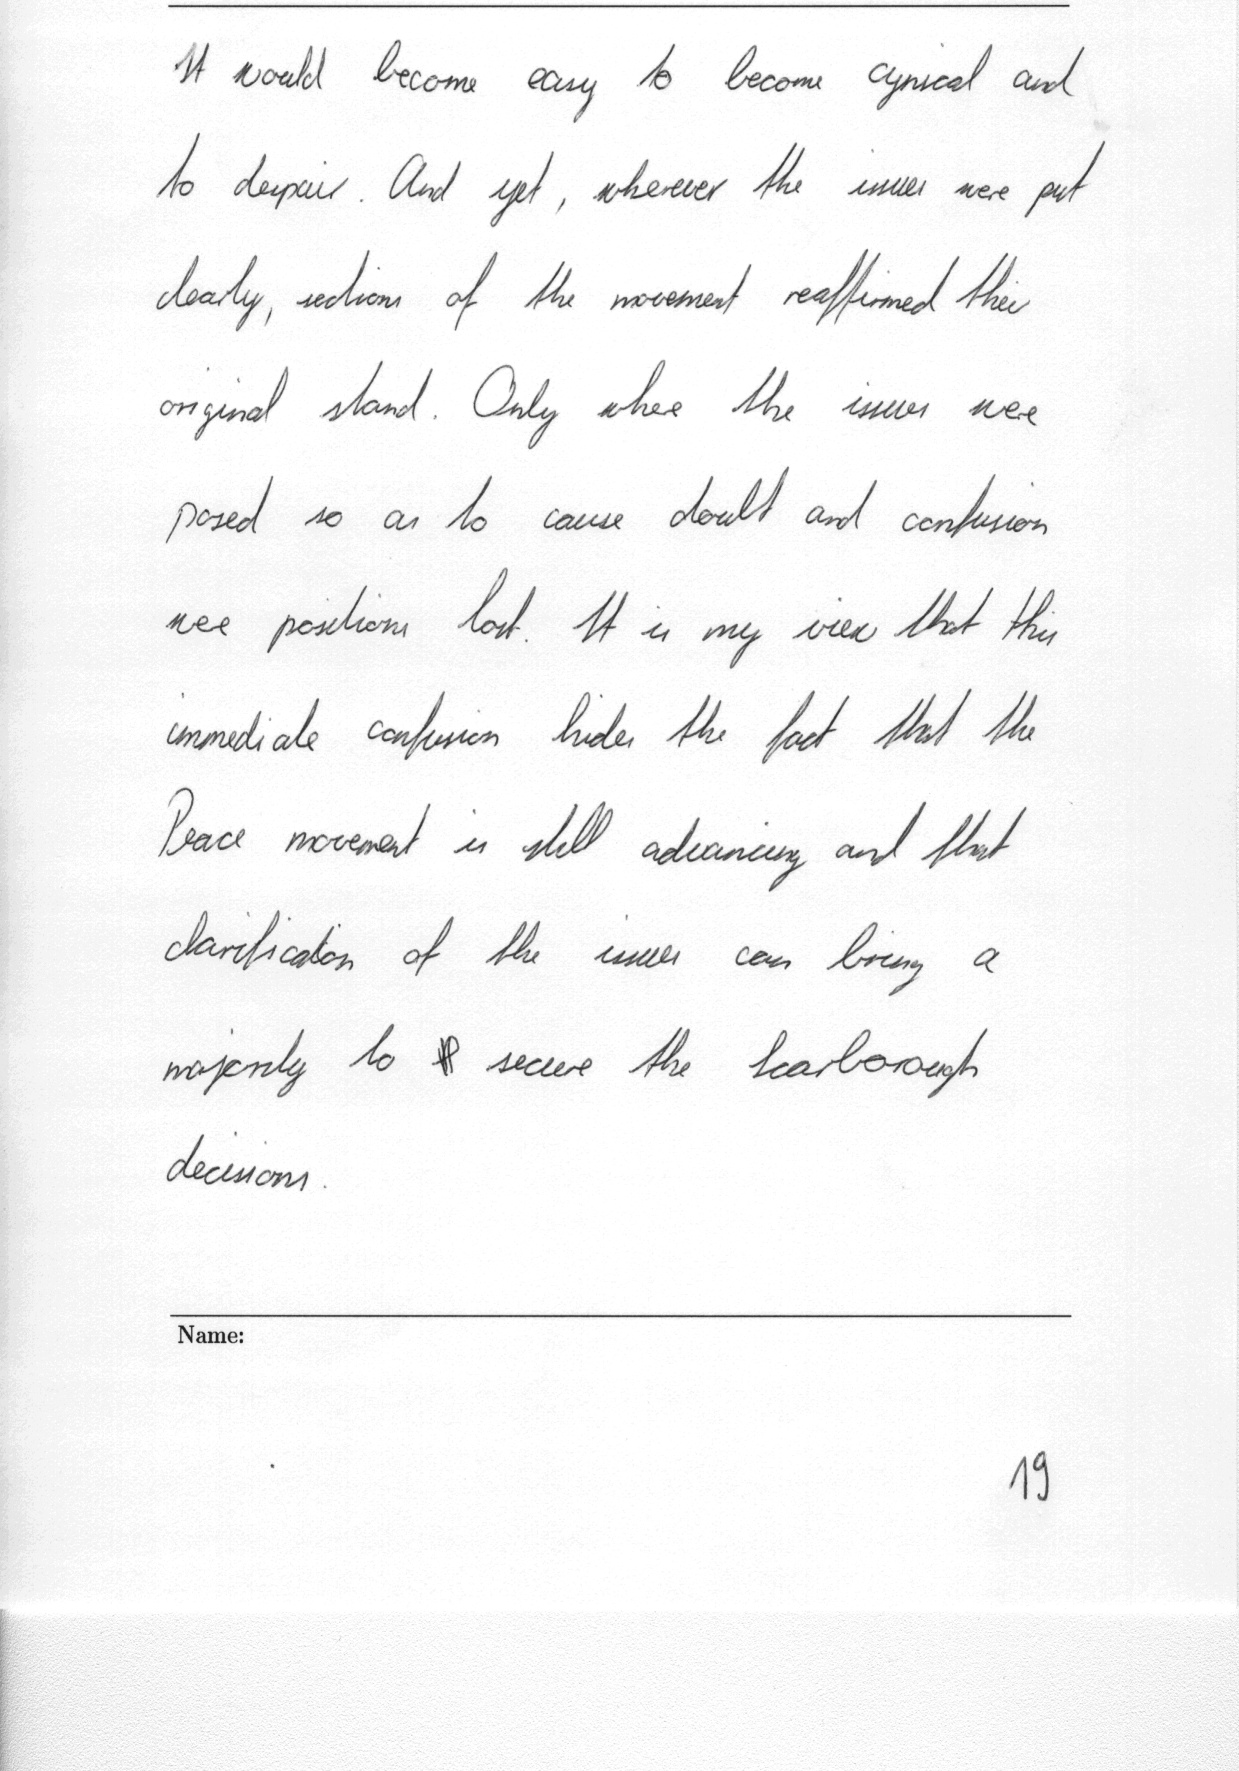 It would become easy to become cynical and
to despair. And yet, wherever the issues were put
clearly, sections of the movement reaffirmed their
original stand. Only where the issues were
posed so as to cause doubt and confusion
were positions lost. It is my view that this
immediate confusion hides the fact that the
Peace movement is still advancing and that
clarification of the issues can bring a
majority to secure the Scarborough
decisions.
Name:
19